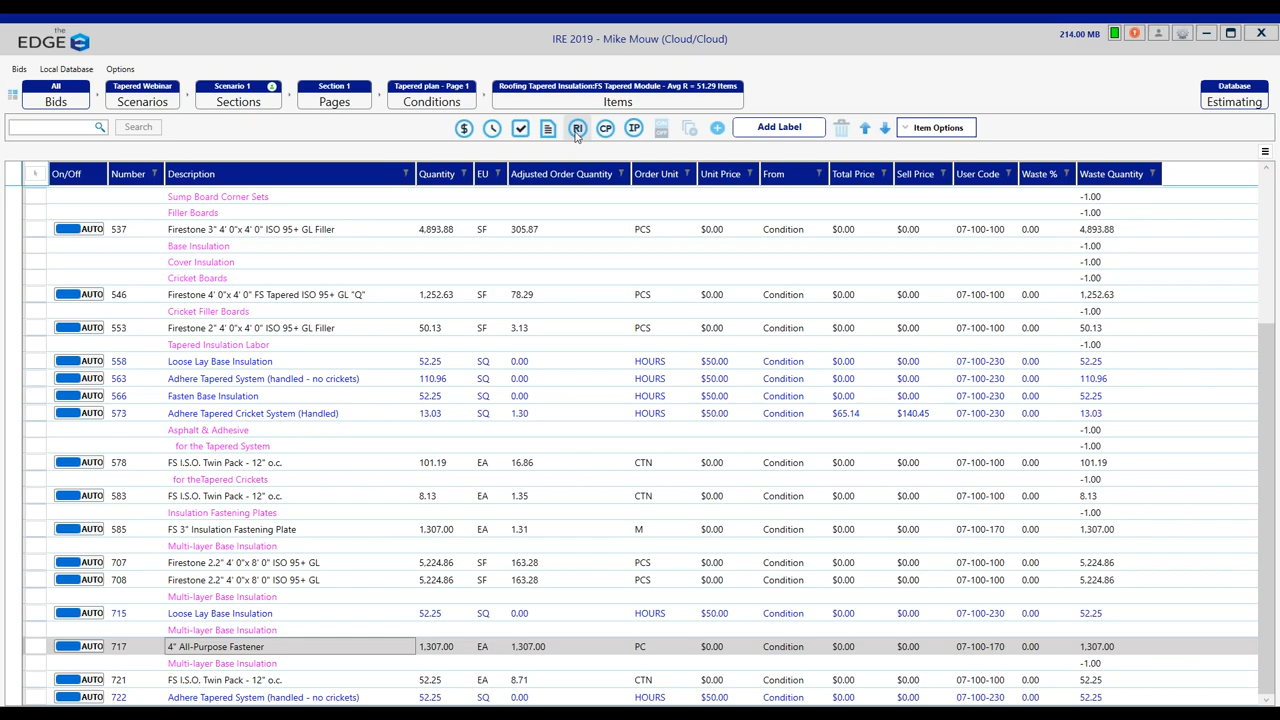 the
EDGE
IRE 2019 - Mike Mouw (Cloud/Cloud)
214.00 MB
Bids Local Database Options
All Tapered Webinar Scenario 1 Section 1 Tapered plan - Page 1 Roofing Tapered Insulation:FS Tapered Module - Avg R = 51.29 Items Database
Bids Scenarios Sections Pages Conditions Items Estimating
Search $ RI CP IP ON OFF Add Label Item Options
On/Off Number Description Quantity EU Adjusted Order Quantity Order Unit Unit Price From Total Price Sell Price User Code Waste % Waste Quantity
Sump Board Corner Sets -1.00
Filler Boards -1.00
AUTO 537 Firestone 3" 4' 0"x 4' 0" ISO 95+ GL Filler 4,893.88 SF 305.87 PCS $0.00 Condition $0.00 $0.00 07-100-100 0.00 4,893.88
Base Insulation -1.00
Cover Insulation -1.00
Cricket Boards -1.00
AUTO 546 Firestone 4' 0"x 4' 0" FS Tapered ISO 95+ GL "Q" 1,252.63 SF 78.29 PCS $0.00 Condition $0.00 $0.00 07-100-100 0.00 1,252.63
Cricket Filler Boards -1.00
AUTO 553 Firestone 2" 4' 0"x 4' 0" ISO 95+ GL Filler 50.13 SF 3.13 PCS $0.00 Condition $0.00 $0.00 07-100-100 0.00 50.13
Tapered Insulation Labor -1.00
AUTO 558 Loose Lay Base Insulation 52.25 SQ 0.00 HOURS $50.00 Condition $0.00 $0.00 07-100-230 0.00 52.25
AUTO 563 Adhere Tapered System (handled - no crickets) 110.96 SQ 0.00 HOURS $50.00 Condition $0.00 $0.00 07-100-230 0.00 110.96
AUTO 566 Fasten Base Insulation 52.25 SQ 0.00 HOURS $50.00 Condition $0.00 $0.00 07-100-230 0.00 52.25
AUTO 573 Adhere Tapered Cricket System (Handled) 13.03 SQ 1.30 HOURS $50.00 Condition $65.14 $140.45 07-100-230 0.00 13.03
Asphalt & Adhesive -1.00
for the Tapered System -1.00
AUTO 578 FS I.S.O. Twin Pack - 12" o.c. 101.19 EA 16.86 CTN $0.00 Condition $0.00 $0.00 07-100-100 0.00 101.19
for theTapered Crickets -1.00
AUTO 583 FS I.S.O. Twin Pack - 12" o.c. 8.13 EA 1.35 CTN $0.00 Condition $0.00 $0.00 07-100-100 0.00 8.13
Insulation Fastening Plates -1.00
AUTO 585 FS 3" Insulation Fastening Plate 1,307.00 EA 1.31 M $0.00 Condition $0.00 $0.00 07-100-170 0.00 1,307.00
Multi-layer Base Insulation -1.00
AUTO 707 Firestone 2.2" 4' 0"x 8' 0" ISO 95+ GL 5,224.86 SF 163.28 PCS $0.00 Condition $0.00 $0.00 07-100-100 0.00 5,224.86
AUTO 708 Firestone 2.2" 4' 0"x 8' 0" ISO 95+ GL 5,224.86 SF 163.28 PCS $0.00 Condition $0.00 $0.00 07-100-100 0.00 5,224.86
Multi-layer Base Insulation -1.00
AUTO 715 Loose Lay Base Insulation 52.25 SQ 0.00 HOURS $50.00 Condition $0.00 $0.00 07-100-230 0.00 52.25
Multi-layer Base Insulation -1.00
AUTO 717 4" All-Purpose Fastener 1,307.00 EA 1,307.00 PC $0.00 Condition $0.00 $0.00 07-100-170 0.00 1,307.00
Multi-layer Base Insulation -1.00
AUTO 721 FS I.S.O. Twin Pack - 12" o.c. 52.25 EA 8.71 CTN $0.00 Condition $0.00 $0.00 07-100-100 0.00 52.25
AUTO 722 Adhere Tapered System (handled - no crickets) 52.25 SQ 0.00 HOURS $50.00 Condition $0.00 $0.00 07-100-230 0.00 52.25